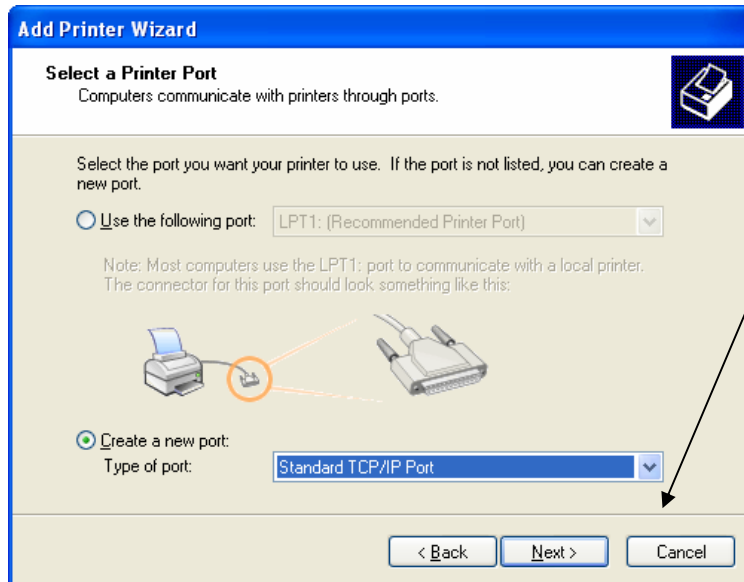 Add Printer Wizard
Select a Printer Port
Computers communicate with printers through ports.
Select the port you want your printer to use. If the port is not listed, you can create a
new port.
Use the following port: LPT1: (Recommended Printer Port)
Note: Most computers use the LPT1: port to communicate with a local printer.
The connector for this port should look something like this:
Create a new port:
Type of port: Standard TCP/IP Port
< Back Next > Cancel